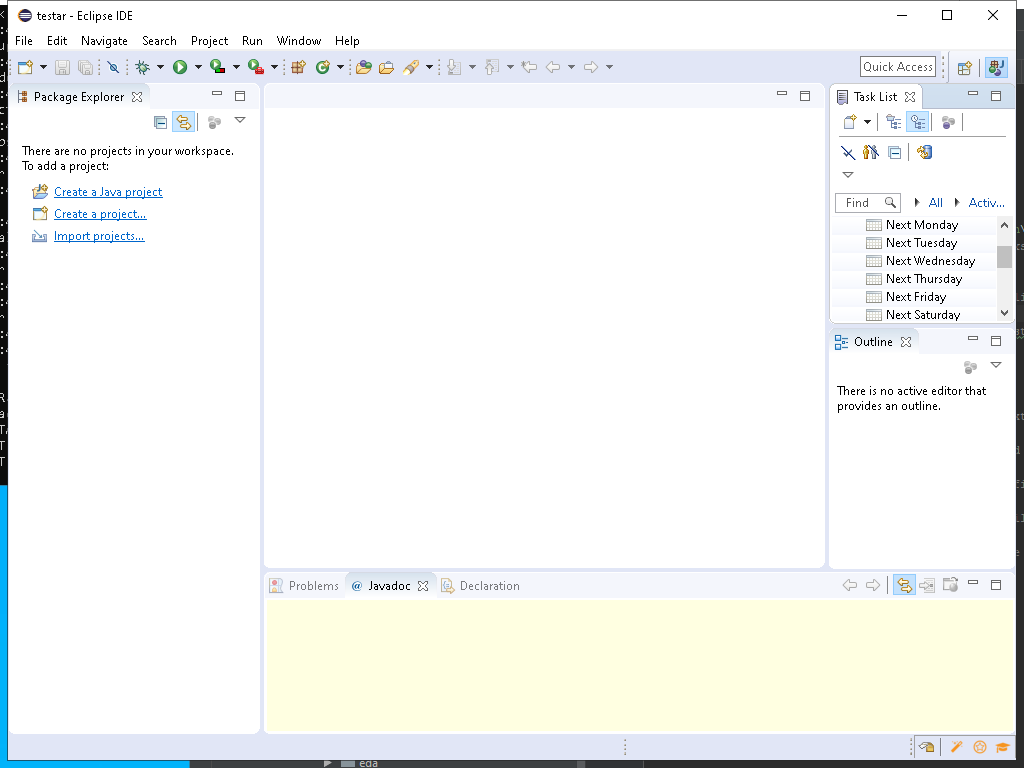 testar - Eclipse IDE
File Edit Navigate Search Project Run Window Help
Quick Access
Package Explorer
There are no projects in your workspace.
To add a project:
Create a Java project
Create a project...
Import projects...
Task List
Find
All
Activ...
Next Monday
Next Tuesday
Next Wednesday
Next Thursday
Next Friday
Next Saturday
Outline
There is no active editor that
provides an outline.
Problems
@ Javadoc
Declaration
eda